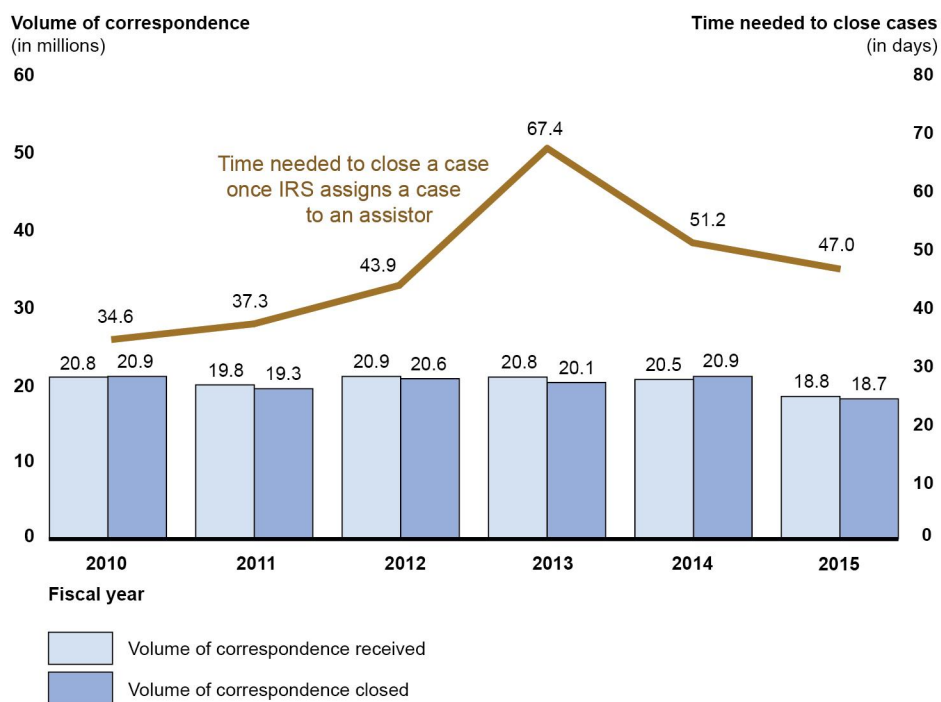 Volume of correspondence
(in millions)
Time needed to close cases
(in days)
60
50
40
30
20
10
0
80
70
60
50
40
30
20
10
0
Time needed to close a case
once IRS assigns a case
to an assistor
34.6
37.3
43.9
67.4
51.2
47.0
20.8 20.9
19.8 19.3
20.9 20.6
20.8 20.1
20.5 20.9
18.8 18.7
2010 2011 2012 2013 2014 2015
Fiscal year
Volume of correspondence received
Volume of correspondence closed